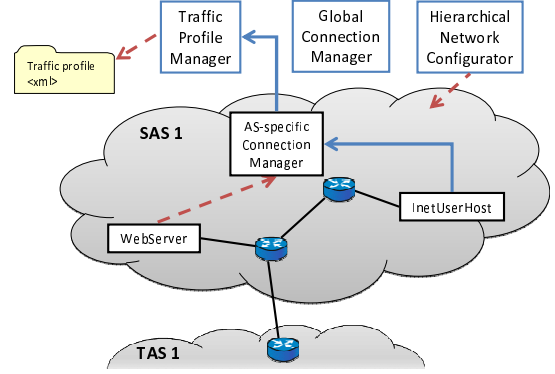 Traffic
Profile
Manager
Global
Connection
Manager
Hierarchical
Network
Configurator
Traffic profile
<xml>
SAS 1
AS-specific
Connection
Manager
InetUserHost
WebServer
TAS 1